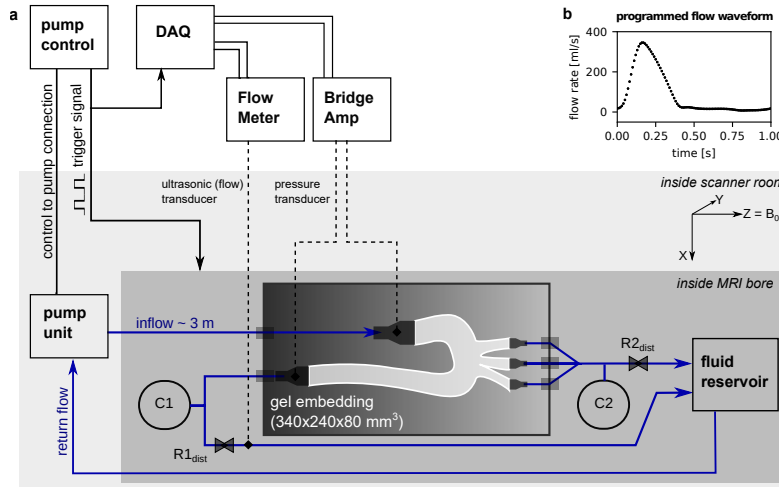 a
pump
control
DAQ
Flow
Meter
Bridge
Amp
b
programmed flow waveform
flow rate [ml/s]
400
200
0
0.00
0.25
0.50
0.75
1.00
time [s]
control to pump connection
trigger signal
ultrasonic (flow)
transducer
pressure
transducer
inside scanner room
Y
Z = B0
X
inside MRI bore
pump
unit
inflow ~ 3 m
gel embedding
(340x240x80 mm³)
C1
R1dist
C2
R2dist
fluid
reservoir
return flow